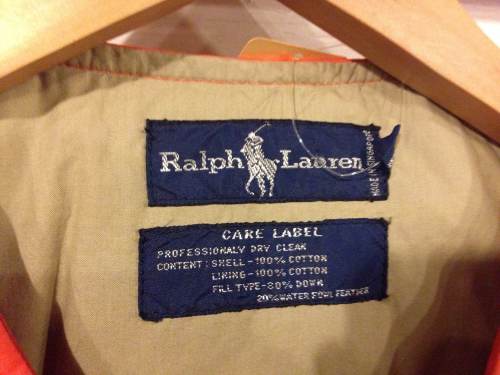 Ralph Lauren
MADE IN SINGAPORE
CARE LABEL
PROFESSIONALY DRY CLEAN
CONTENT: SHELL-100% COTTON
LINING-100% COTTON
FILL TYPE-80% DOWN
20% WATER FOWL FEATHER